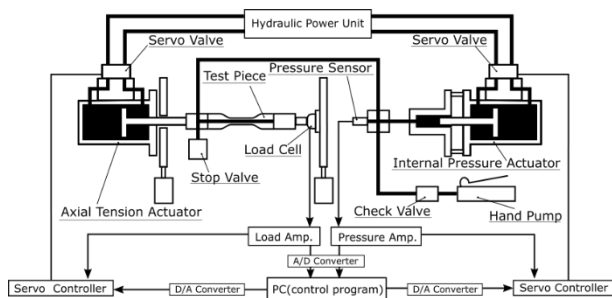 Hydraulic Power Unit
Servo Valve
Servo Valve
Test Piece
Pressure Sensor
Load Cell
Stop Valve
Internal Pressure Actuator
Axial Tension Actuator
Check Valve
Hand Pump
Load Amp.
Pressure Amp.
A/D Converter
Servo Controller
D/A Converter
PC(control program)
D/A Converter
Servo Controller